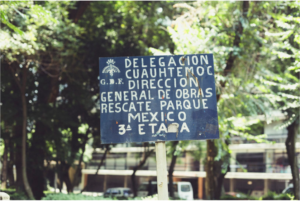 DELEGACION
CUAUHTEMOC
DIRECCION
GENERAL DE OBRAS
RESCATE PARQUE
MEXICO
3ª ETAPA